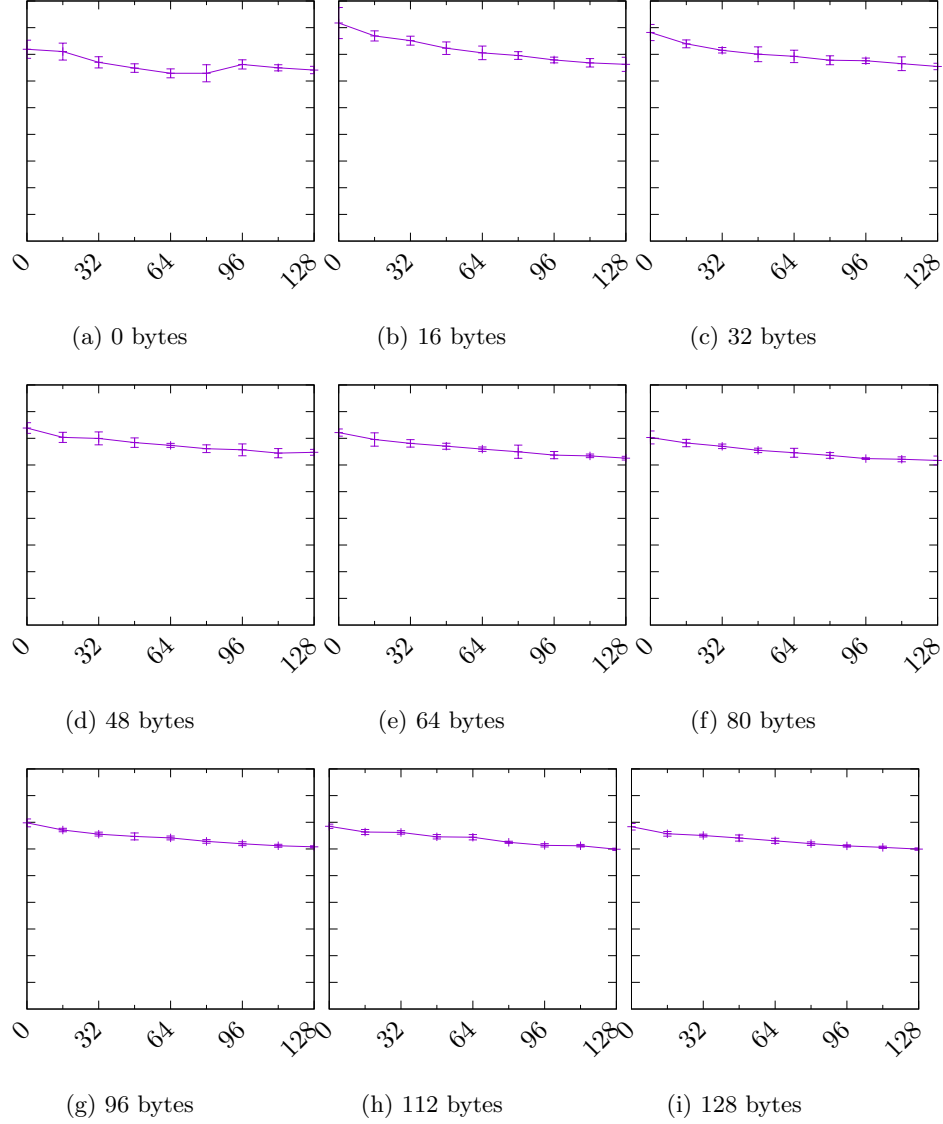 0 32 64 96 128 0 32 64 96 128 0 32 64 96 128
(a) 0 bytes (b) 16 bytes (c) 32 bytes
0 32 64 96 128 0 32 64 96 128 0 32 64 96 128
(d) 48 bytes (e) 64 bytes (f) 80 bytes
0 32 64 96 128 0 32 64 96 128 0 32 64 96 128
(g) 96 bytes (h) 112 bytes (i) 128 bytes